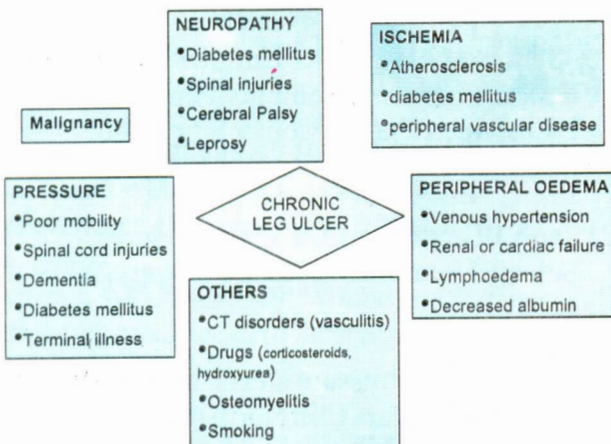 NEUROPATHY
•Diabetes mellitus
•Spinal injuries
•Cerebral Palsy
•Leprosy
ISCHEMIA
•Atherosclerosis
•diabetes mellitus
•peripheral vascular disease
Malignancy
PRESSURE
•Poor mobility
•Spinal cord injuries
•Dementia
•Diabetes mellitus
•Terminal illness
CHRONIC
LEG ULCER
PERIPHERAL OEDEMA
•Venous hypertension
•Renal or cardiac failure
•Lymphoedema
•Decreased albumin
OTHERS
•CT disorders (vasculitis)
•Drugs (corticosteroids,
hydroxyurea)
•Osteomyelitis
•Smoking